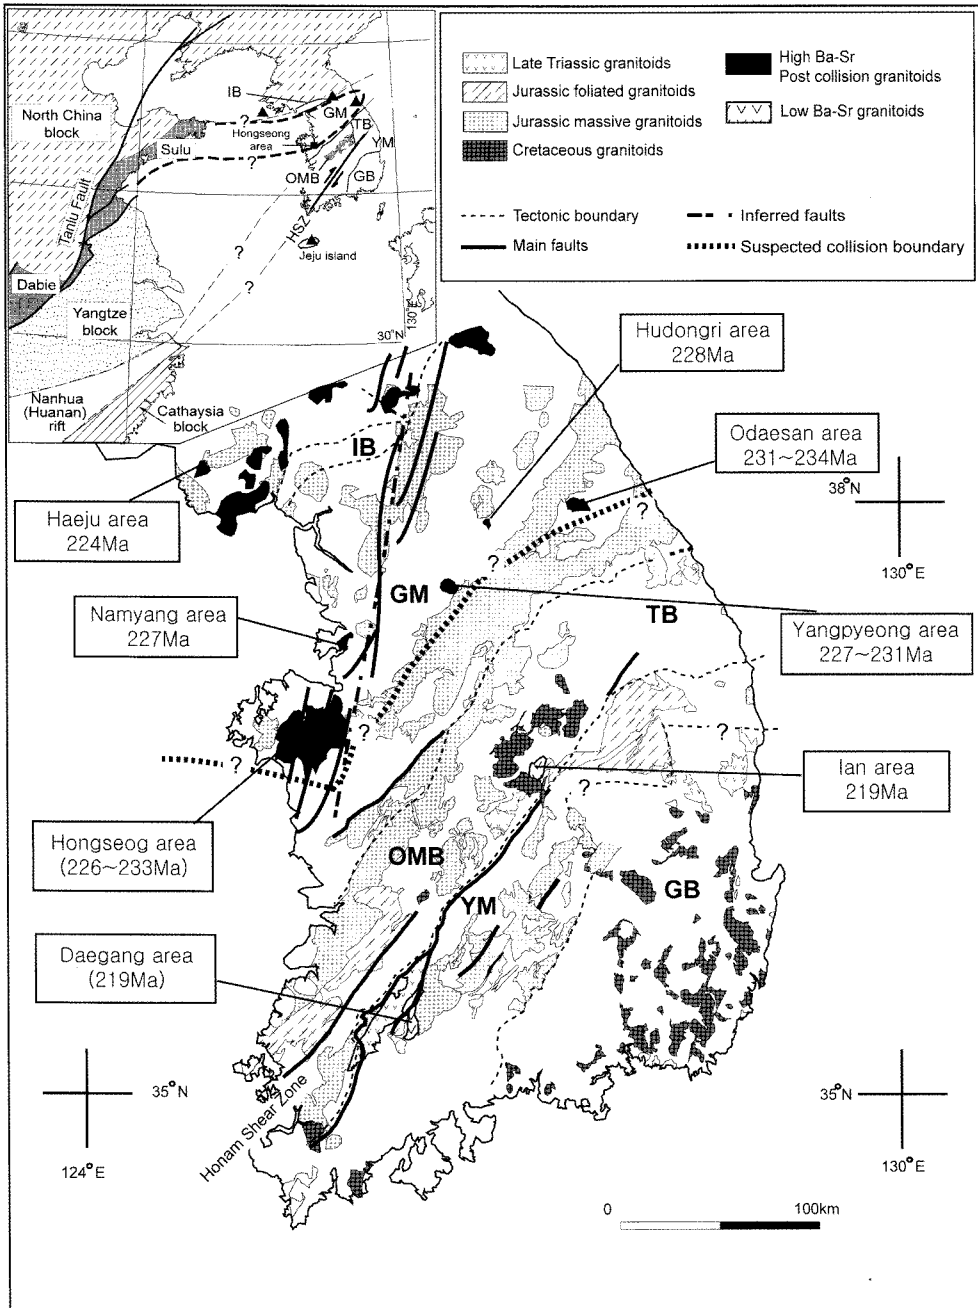 North China
block
IB
GM
TB
YM
Hongseong
area
Sulu
?
?
OMB
GB
HSZ
Tanlu Fault
Jeju island
?
?
Dabie
Yangtze
block
30°N
130°E
Nanhua
(Huanan)
rift
Cathaysia
block
Late Triassic granitoids
Jurassic foliated granitoids
Jurassic massive granitoids
Cretaceous granitoids
High Ba-Sr
Post collision granitoids
Low Ba-Sr granitoids
Tectonic boundary
Main faults
Inferred faults
Suspected collision boundary
Hudongri area
228Ma
Odaesan area
231~234Ma
IB
38°N
130°E
Haeju area
224Ma
?
?
GM
TB
Namyang area
227Ma
Yangpyeong area
227~231Ma
?
?
?
?
Ian area
219Ma
Hongseog area
(226~233Ma)
OMB
YM
GB
Daegang area
(219Ma)
35°N
124°E
Honam Shear Zone
35°N
130°E
0
100km